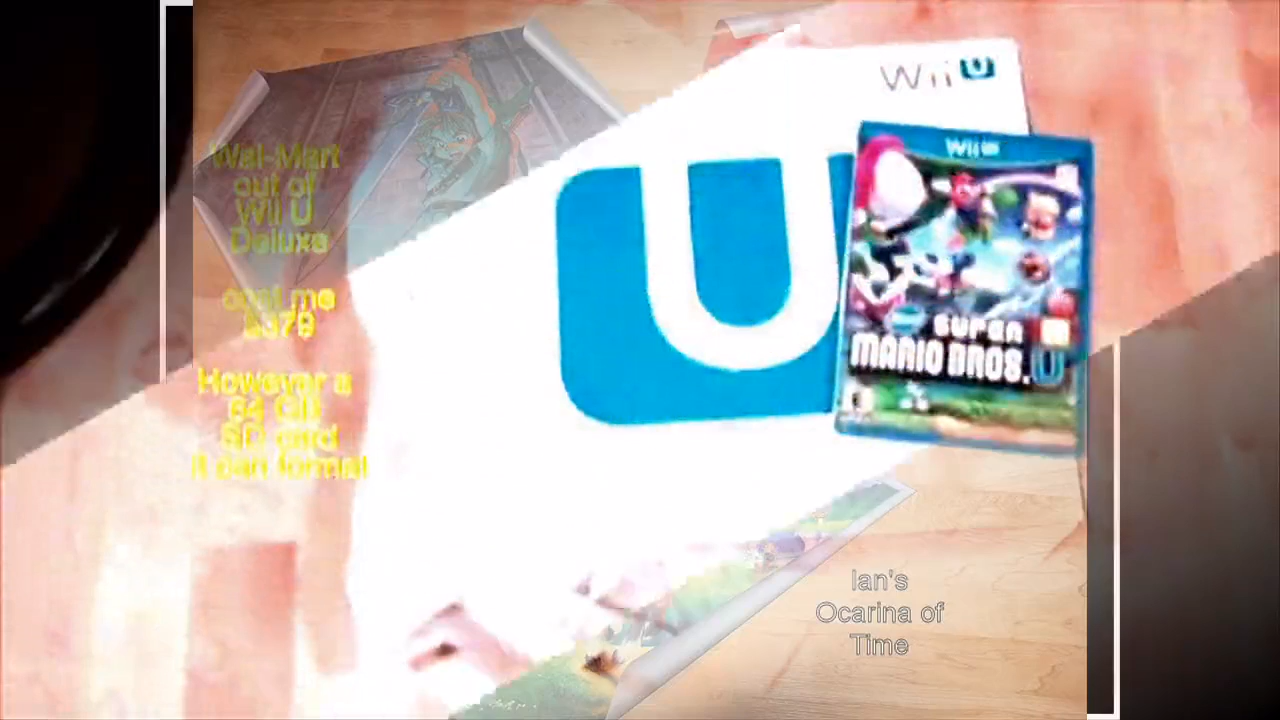 Wii U
Wal-Mart
out of
Wii U
Deluxe
cost me
$379
However a
64 GB
SD card
it can format
U
Wii U
SUPER
MARIO BROS. U
Ian's
Ocarina of
Time